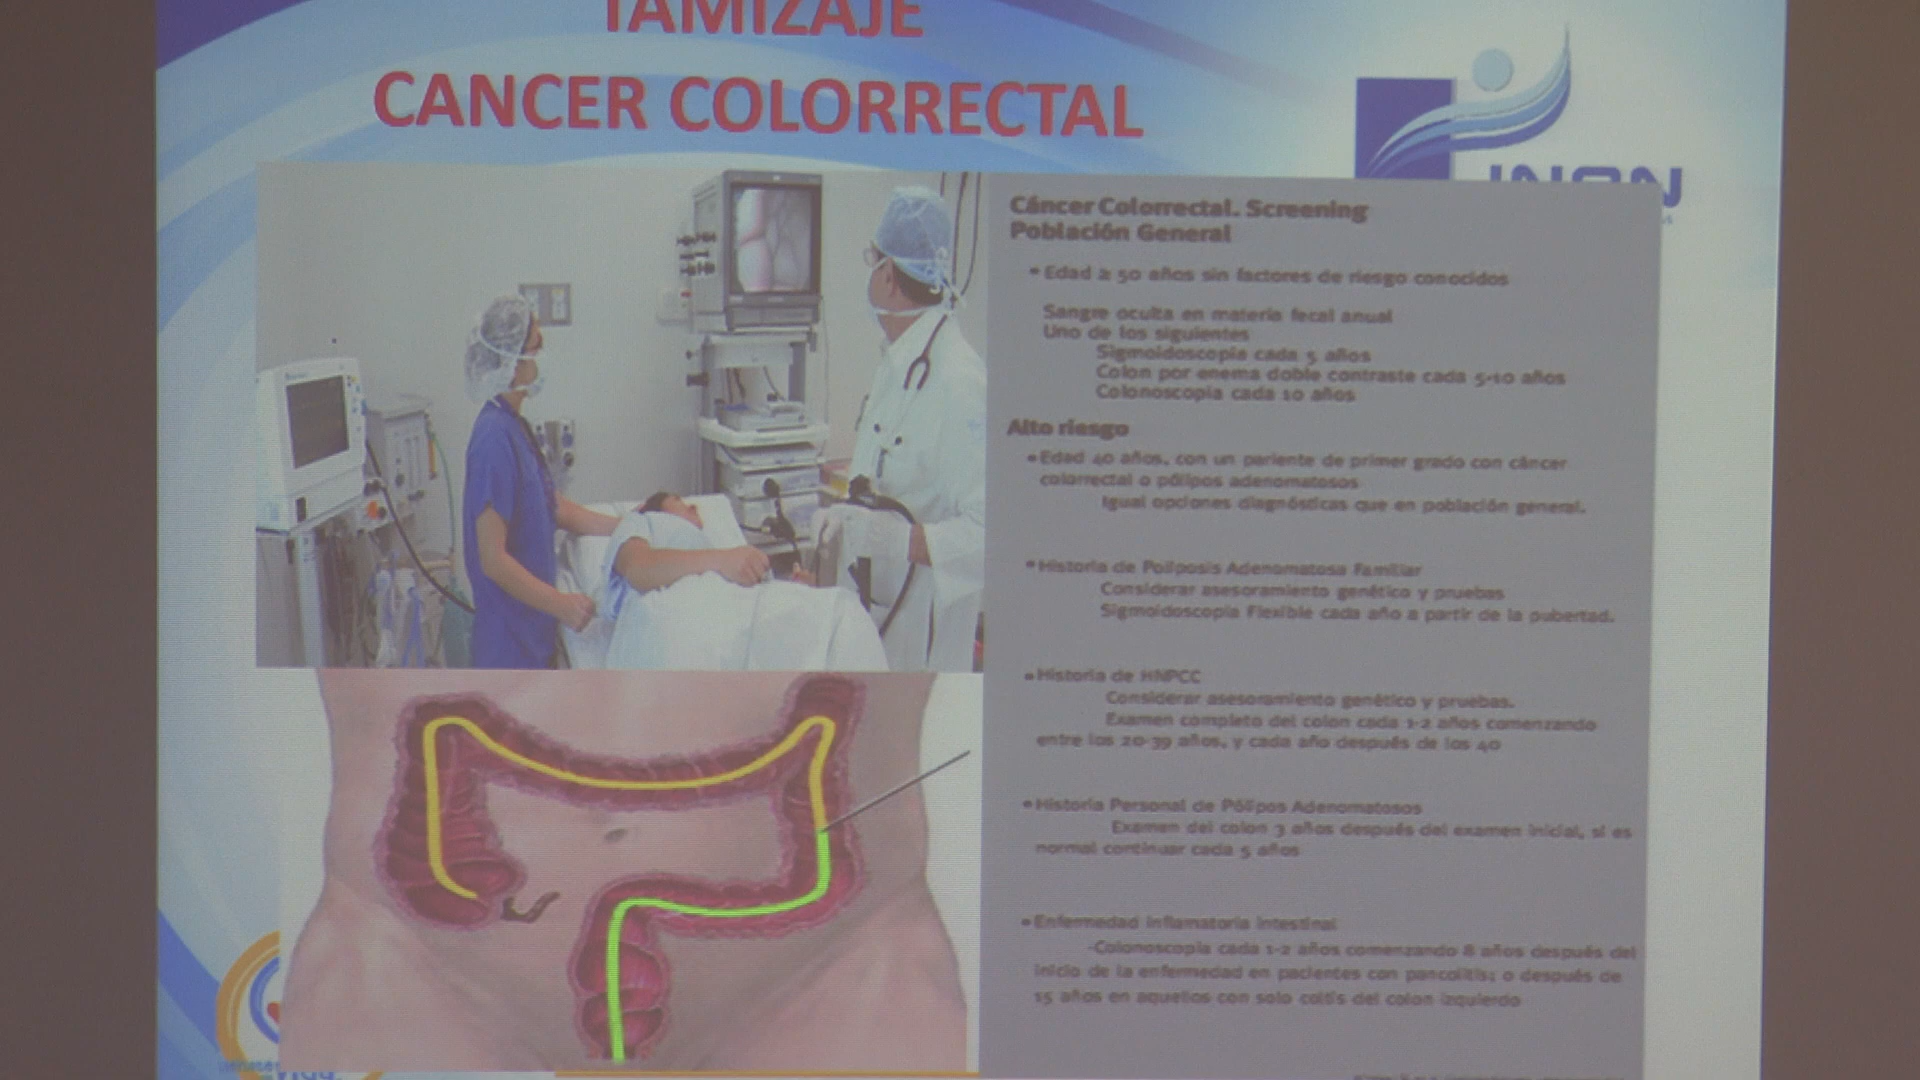 TAMIZAJE
CANCER COLORRECTAL
Cáncer Colorrectal. Screening
Población General
• Edad ≥ 50 años sin factores de riesgo conocidos
Sangre oculta en materia fecal anual
Uno de los siguientes
Sigmoidoscopia cada 5 años
Colon por enema doble contraste cada 5-10 años
Colonoscopia cada 10 años
Alto riesgo
• Edad 40 años, con un pariente de primer grado con cáncer
colorrectal o pólipos adenomatosos
Igual opciones diagnósticas que en población general.
• Historia de Poliposis Adenomatosa Familiar
Considerar asesoramiento genético y pruebas
Sigmoidoscopia Flexible cada año a partir de la pubertad.
• Historia de HNPCC
Considerar asesoramiento genético y pruebas.
Examen completo del colon cada 1-2 años comenzando
entre los 20-39 años, y cada año después de los 40
• Historia Personal de Pólipos Adenomatosos
Examen del colon 3 años después del examen inicial, si es
normal continuar cada 5 años
• Enfermedad Inflamatoria Intestinal
-Colonoscopia cada 1-2 años comenzando 8 años después del
inicio de la enfermedad en pacientes con pancolitis; o después de
15 años en aquellos con solo colitis del colon izquierdo